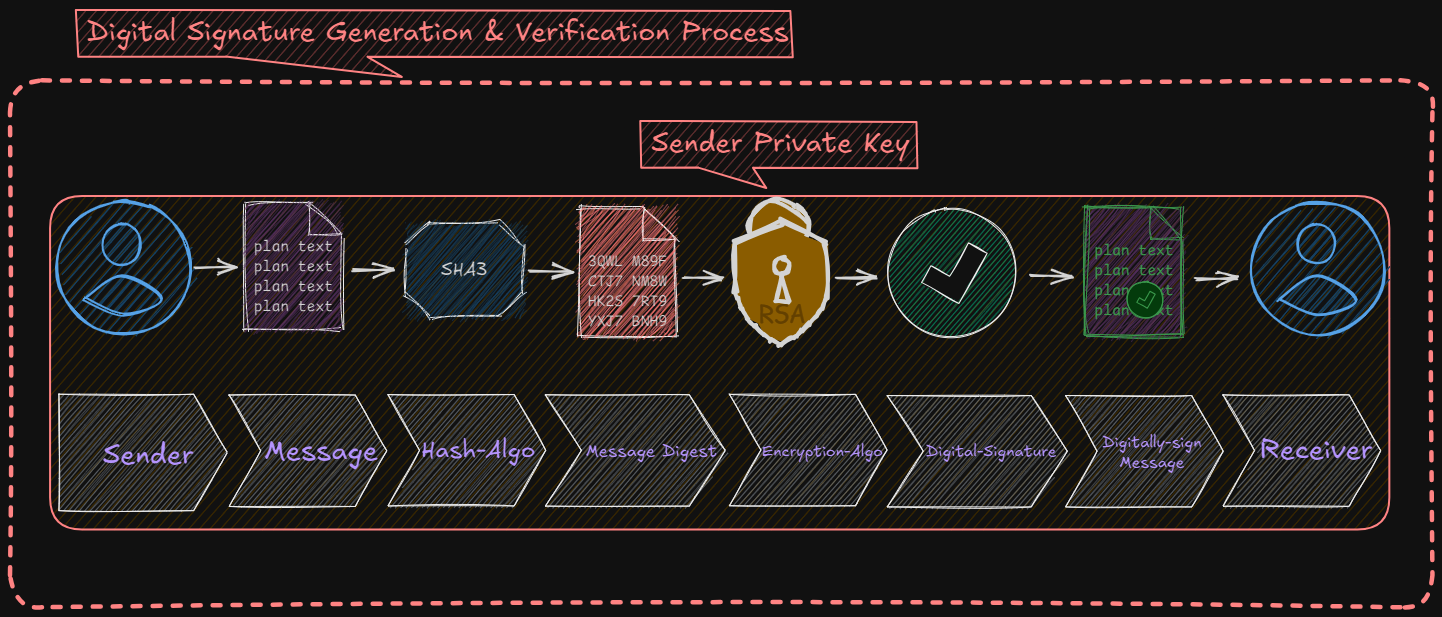 Digital Signature Generation & Verification Process
Sender Private Key
plan text
plan text
plan text
plan text
SHA3
3QWL M89F
CTJ7 NM8W
HK2S 7RT9
YXJ7 BNH9
RSA
plan text
plan text
plan
plan
Sender
Message
Hash-Algo
Message Digest
Encryption-Algo
Digital-Signature
Digitally-sign
Message
Receiver